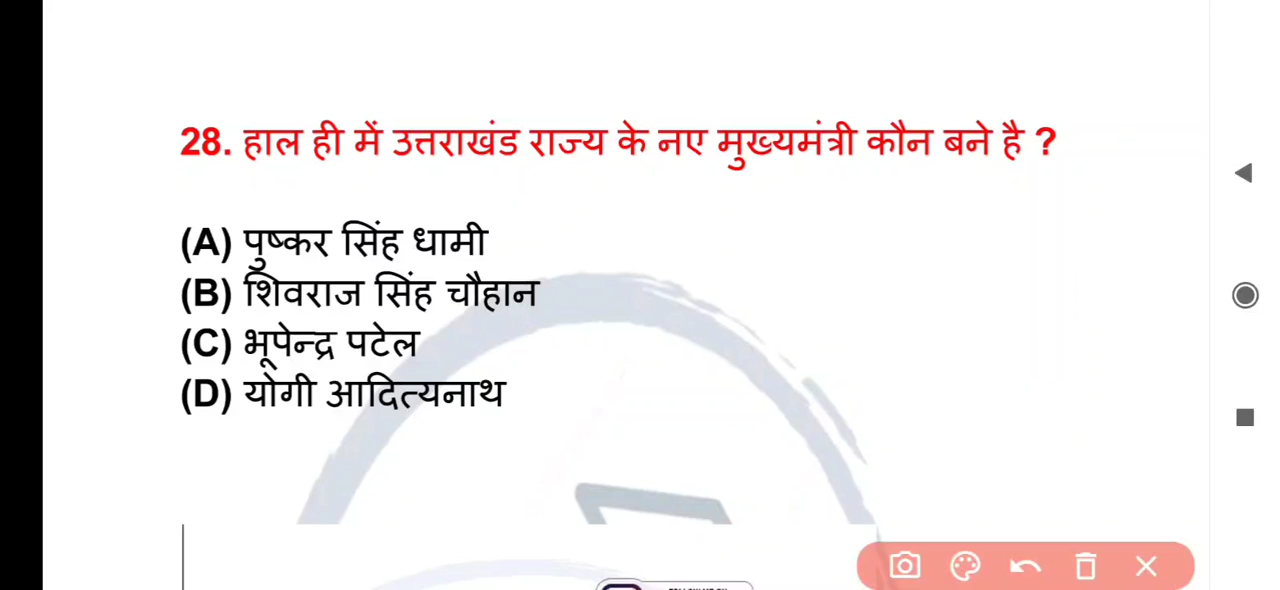 28. हाल ही में उत्तराखंड राज्य के नए मुख्यमंत्री कौन बने है ?
(A) पुष्कर सिंह धामी
(B) शिवराज सिंह चौहान
(C) भूपेन्द्र पटेल
(D) योगी आदित्यनाथ